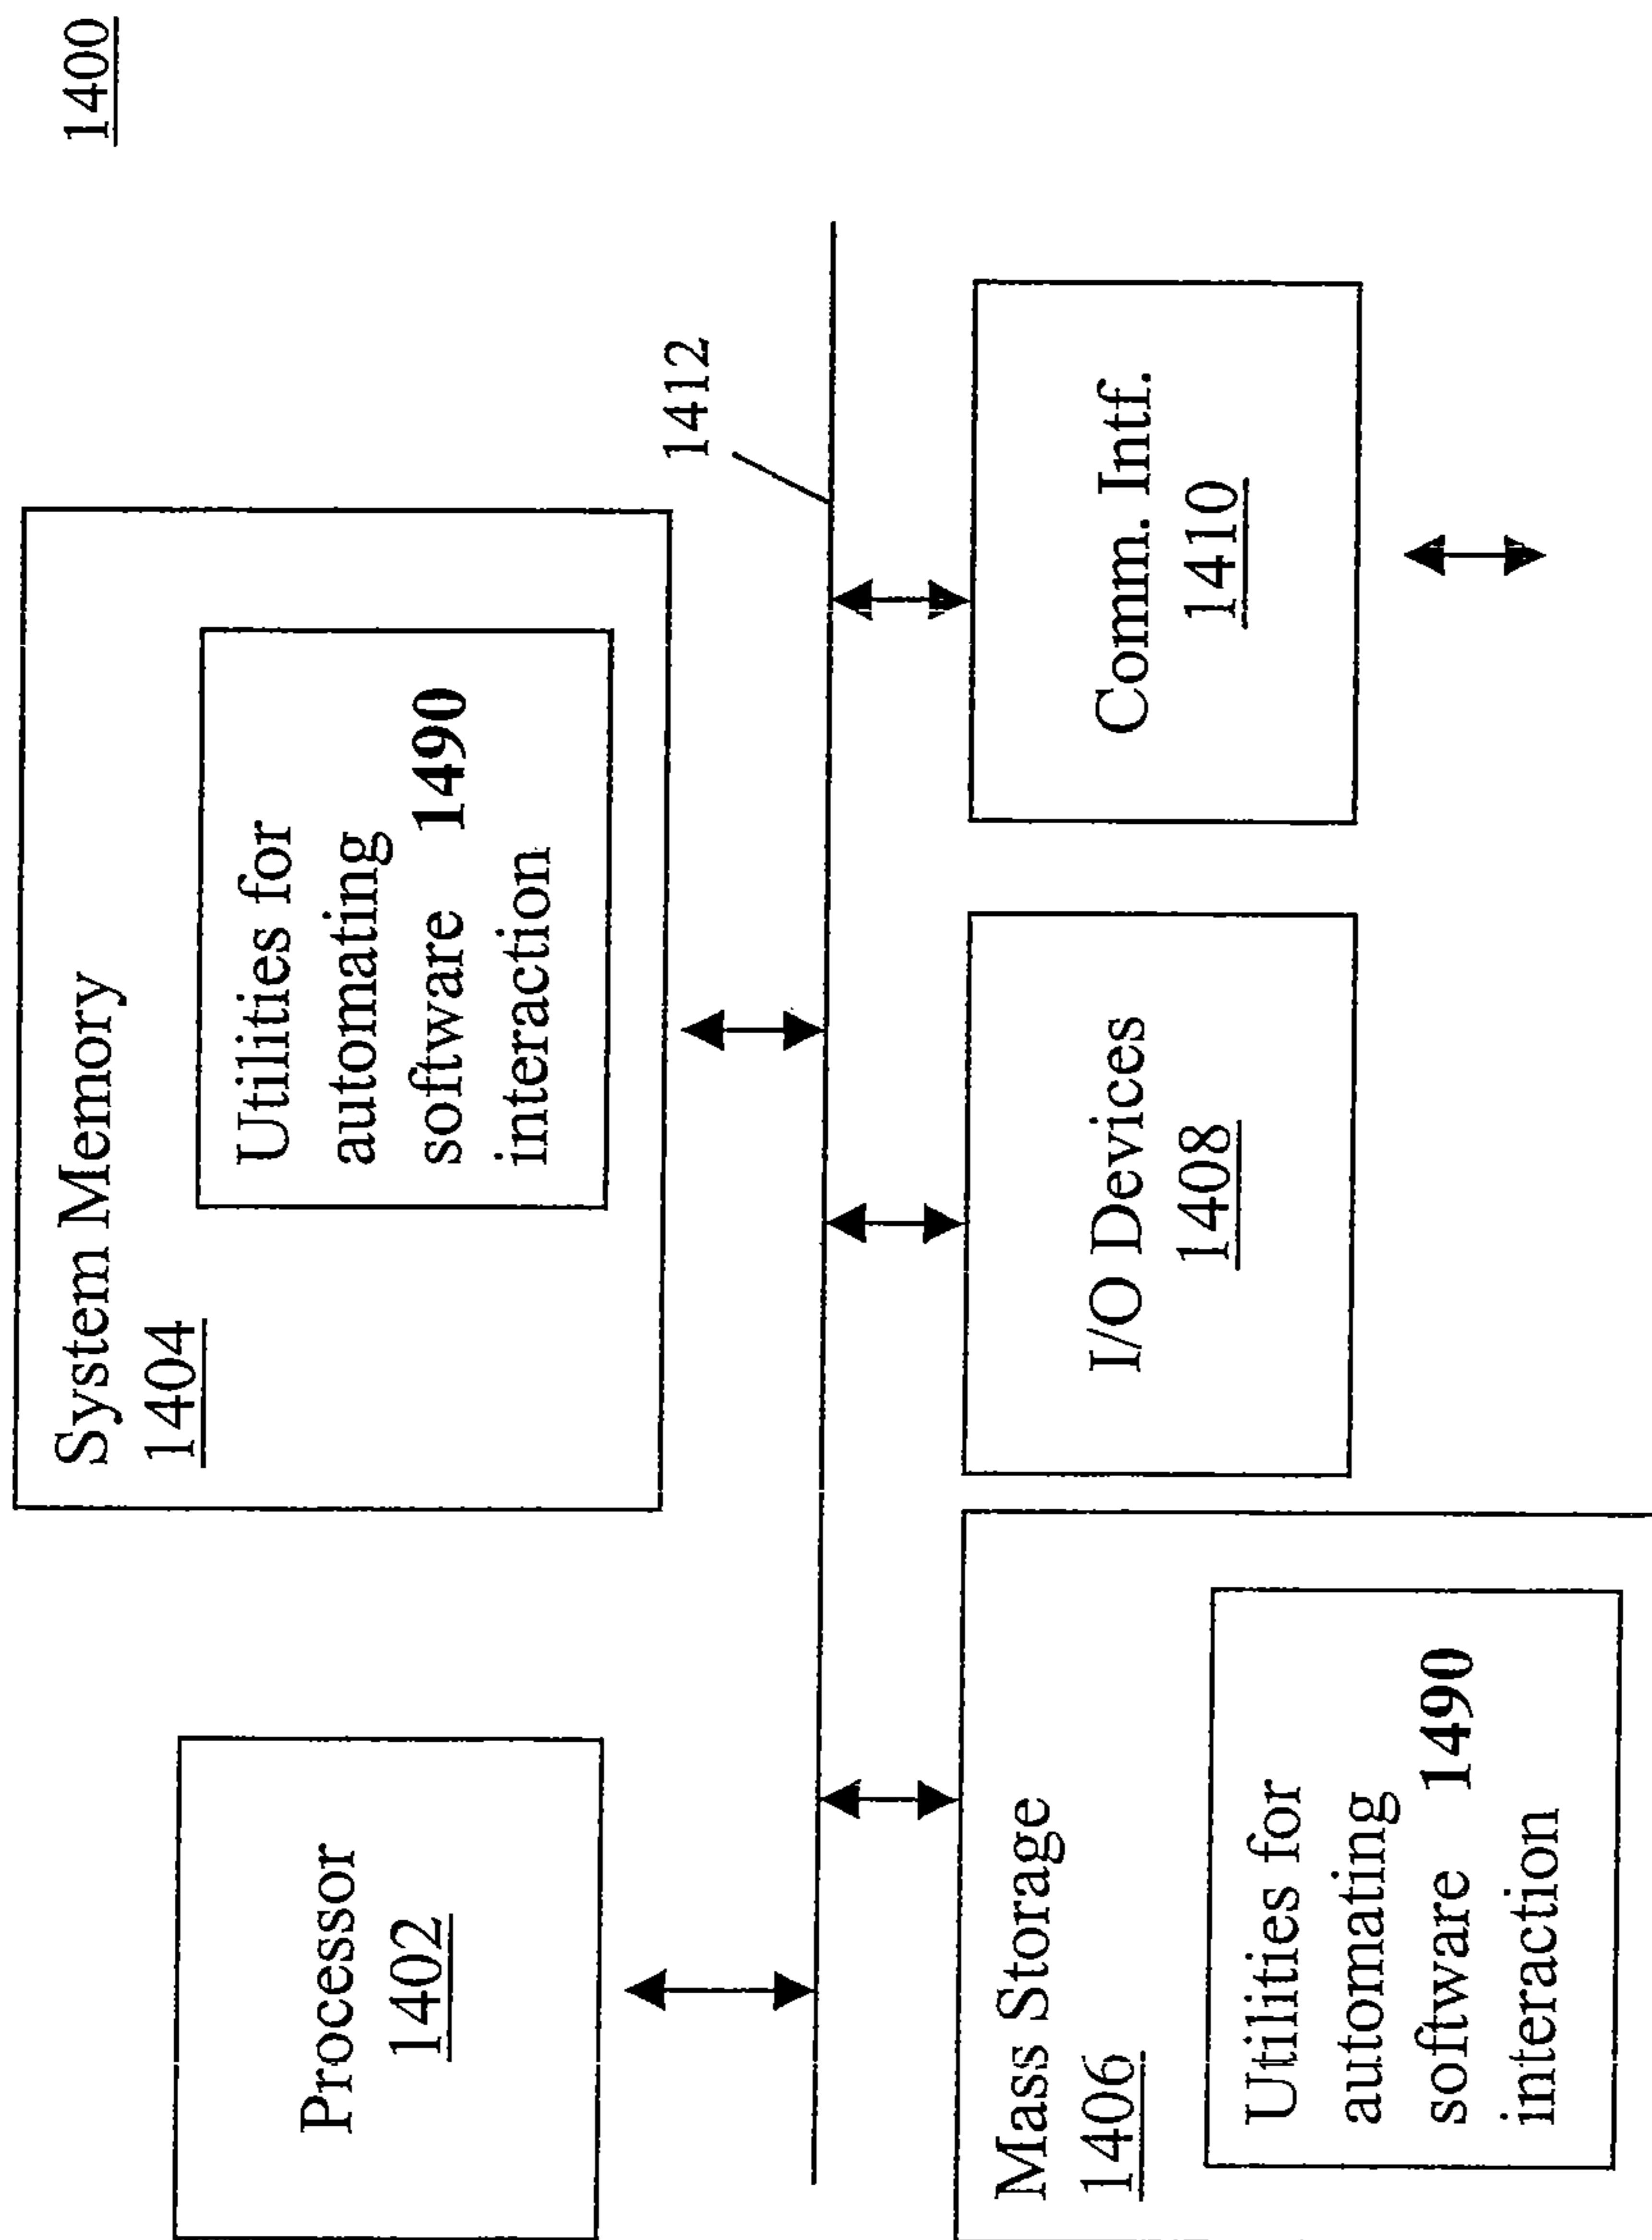 1400
System Memory
1404
Utilities for
automating
software 1490
interaction
Processor
1402
1412
Mass Storage
1406
Utilities for
automating
software 1490
interaction
I/O Devices
1408
Comm. Intf.
1410